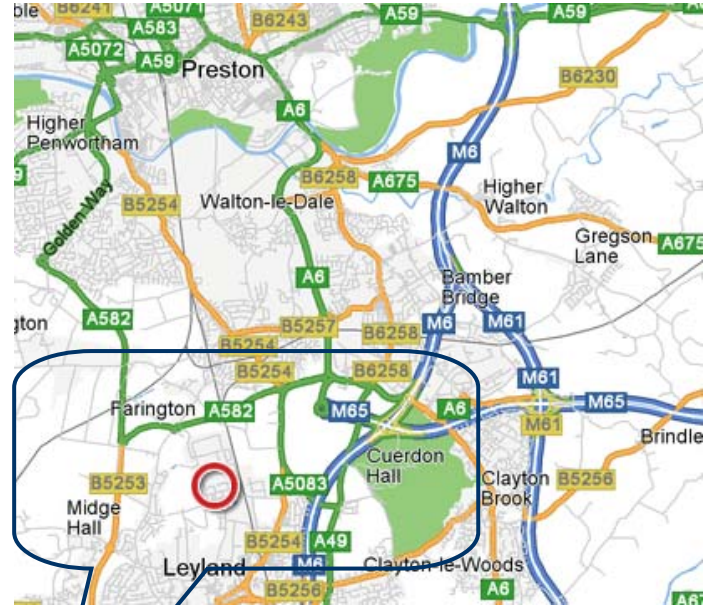 ble
B6241
A5071
B6243
A59
A59
A583
A5072
A59
Preston
B6230
A6
Higher
Penwortham
M6
B6258
A675
Higher
Walton
Walton-le-Dale
B5254
Golden Way
Gregson
Lane
A675
A6
Bamber
Bridge
gton
A582
B5257
B6258
M6
M61
B5254
B5254
B6258
M61
Farington
A582
M65
A6
M65
M61
Brindle
Cuerdon
Hall
B5253
A5083
Clayton
Brook
B5256
Midge
Hall
B5254
A49
Leyland
M6
Clayton-le-Woods
B5256
A6
A67